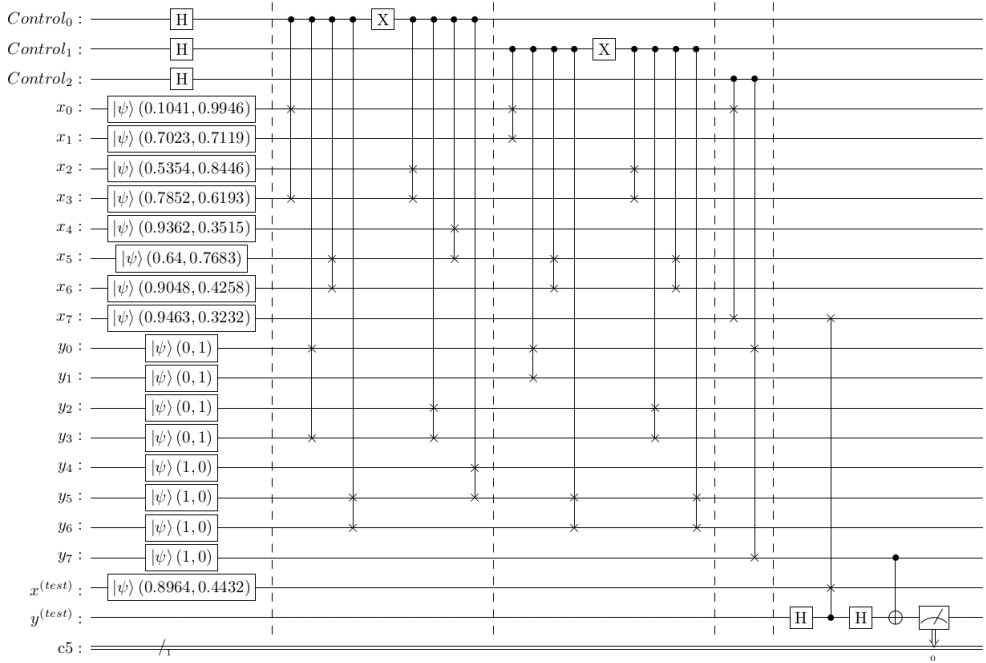 Control₀ : H X
Control₁ : H X
Control₂ : H
x₀ : |ψ⟩ (0.1041, 0.9946)
x₁ : |ψ⟩ (0.7023, 0.7119)
x₂ : |ψ⟩ (0.5354, 0.8446)
x₃ : |ψ⟩ (0.7852, 0.6193)
x₄ : |ψ⟩ (0.9362, 0.3515)
x₅ : |ψ⟩ (0.64, 0.7683)
x₆ : |ψ⟩ (0.9048, 0.4258)
x₇ : |ψ⟩ (0.9463, 0.3232)
y₀ : |ψ⟩ (0, 1)
y₁ : |ψ⟩ (0, 1)
y₂ : |ψ⟩ (0, 1)
y₃ : |ψ⟩ (0, 1)
y₄ : |ψ⟩ (1, 0)
y₅ : |ψ⟩ (1, 0)
y₆ : |ψ⟩ (1, 0)
y₇ : |ψ⟩ (1, 0)
x⁽ᵗᵉˢᵗ⁾ : |ψ⟩ (0.8964, 0.4432)
y⁽ᵗᵉˢᵗ⁾ : H H
c5 : /₁ 0